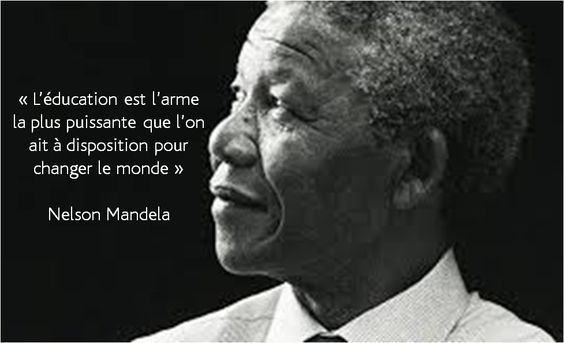 « L'éducation est l'arme
la plus puissante que l'on
ait à disposition pour
changer le monde »
Nelson Mandela